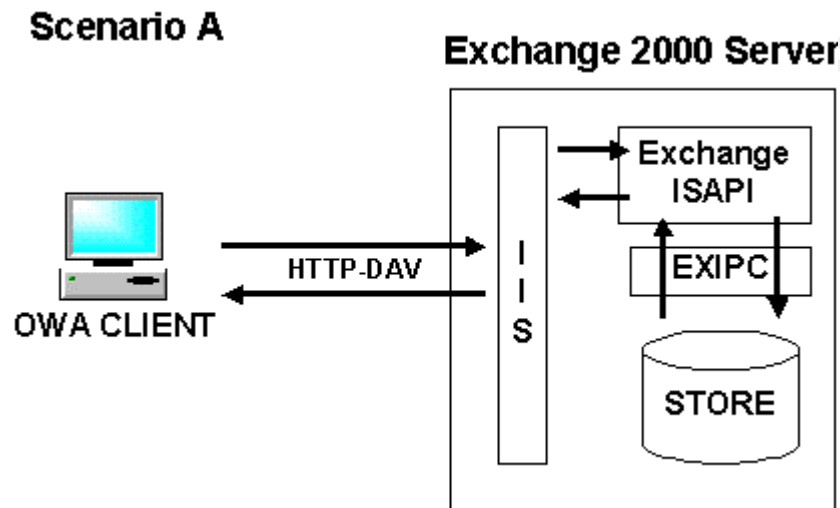 Scenario A
Exchange 2000 Server
Exchange
ISAPI
HTTP-DAV
I
I
S
EXIPC
OWA CLIENT
STORE